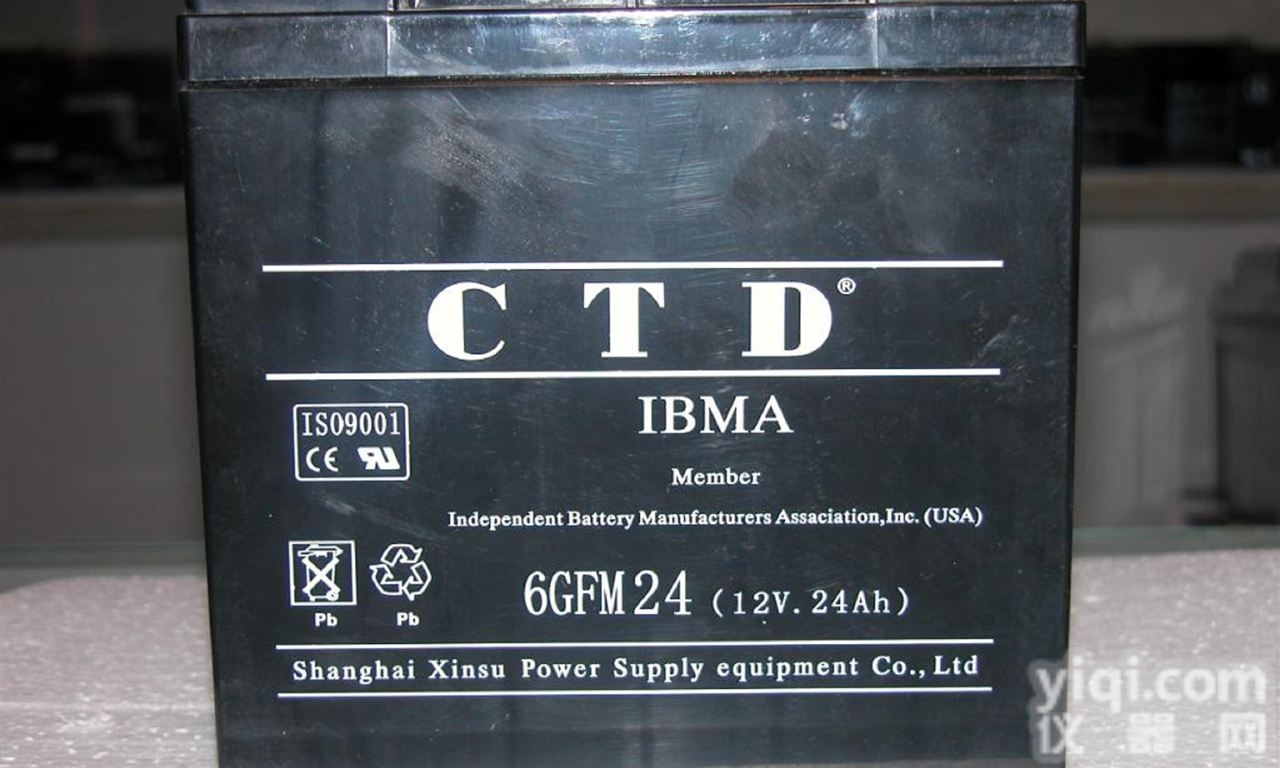 CTD®
IBMA
ISO9001
CE RU
Member
Independent Battery Manufacturers Assaciation,Inc. (USA)
6GFM24 (12V. 24Ah)
Pb Pb
Shanghai Xinsu Power Supply equipment Co., Ltd
yiqi.com
仪器网